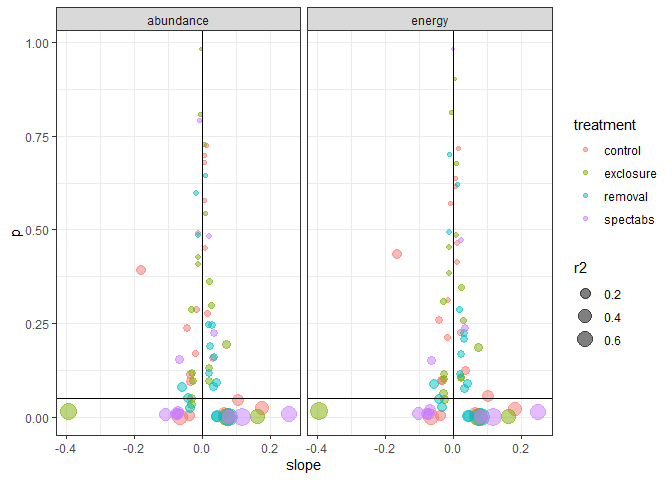 abundance
energy
1.00
0.75
0.50
0.25
0.00
p
-0.4
-0.2
0.0
0.2
-0.4
-0.2
0.0
0.2
slope
treatment
control
exclosure
removal
spectabs
r2
0.2
0.4
0.6